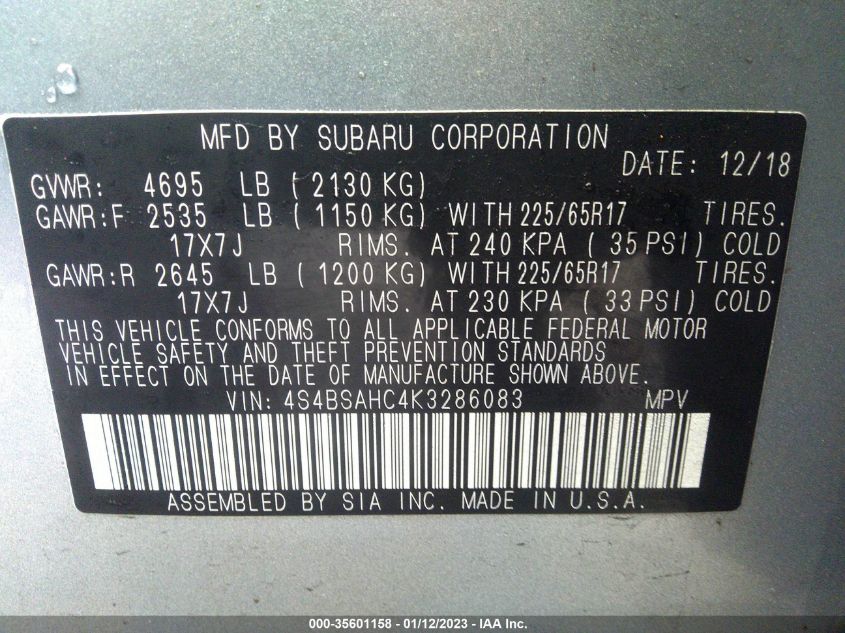 MFD BY SUBARU CORPORATION
DATE: 12/18
GVWR: 4695 LB ( 2130 KG)
GAWR:F 2535 LB ( 1150 KG) WITH 225/65R17 TIRES.
17X7J RIMS. AT 240 KPA ( 35 PSI) COLD
GAWR:R 2645 LB ( 1200 KG) WITH 225/65R17 TIRES.
17X7J RIMS. AT 230 KPA ( 33 PSI) COLD
THIS VEHICLE CONFORMS TO ALL APPLICABLE FEDERAL MOTOR
VEHICLE SAFETY AND THEFT PREVENTION STANDARDS
IN EFFECT ON THE DATE OF MANUFACTURE SHOWN ABOVE.
VIN: 4S4BSAHC4K3286083 MPV
ASSEMBLED BY SIA INC. MADE IN U.S.A.
000-35601158 - 01/12/2023 - IAA Inc.